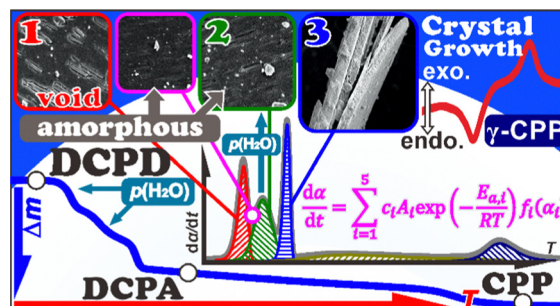 1
2
3
Crystal
Growth
exo.
endo.
void
amorphous
γ-CPP
p(H₂O)
DCPD
p(H₂O)
Δm
dα/dt
dα/dt = ∑ᵢ₌₁⁵ cᵢAᵢexp(−Eₐ,ᵢ/RT) fᵢ(αᵢ
T
DCPA
T
CPP